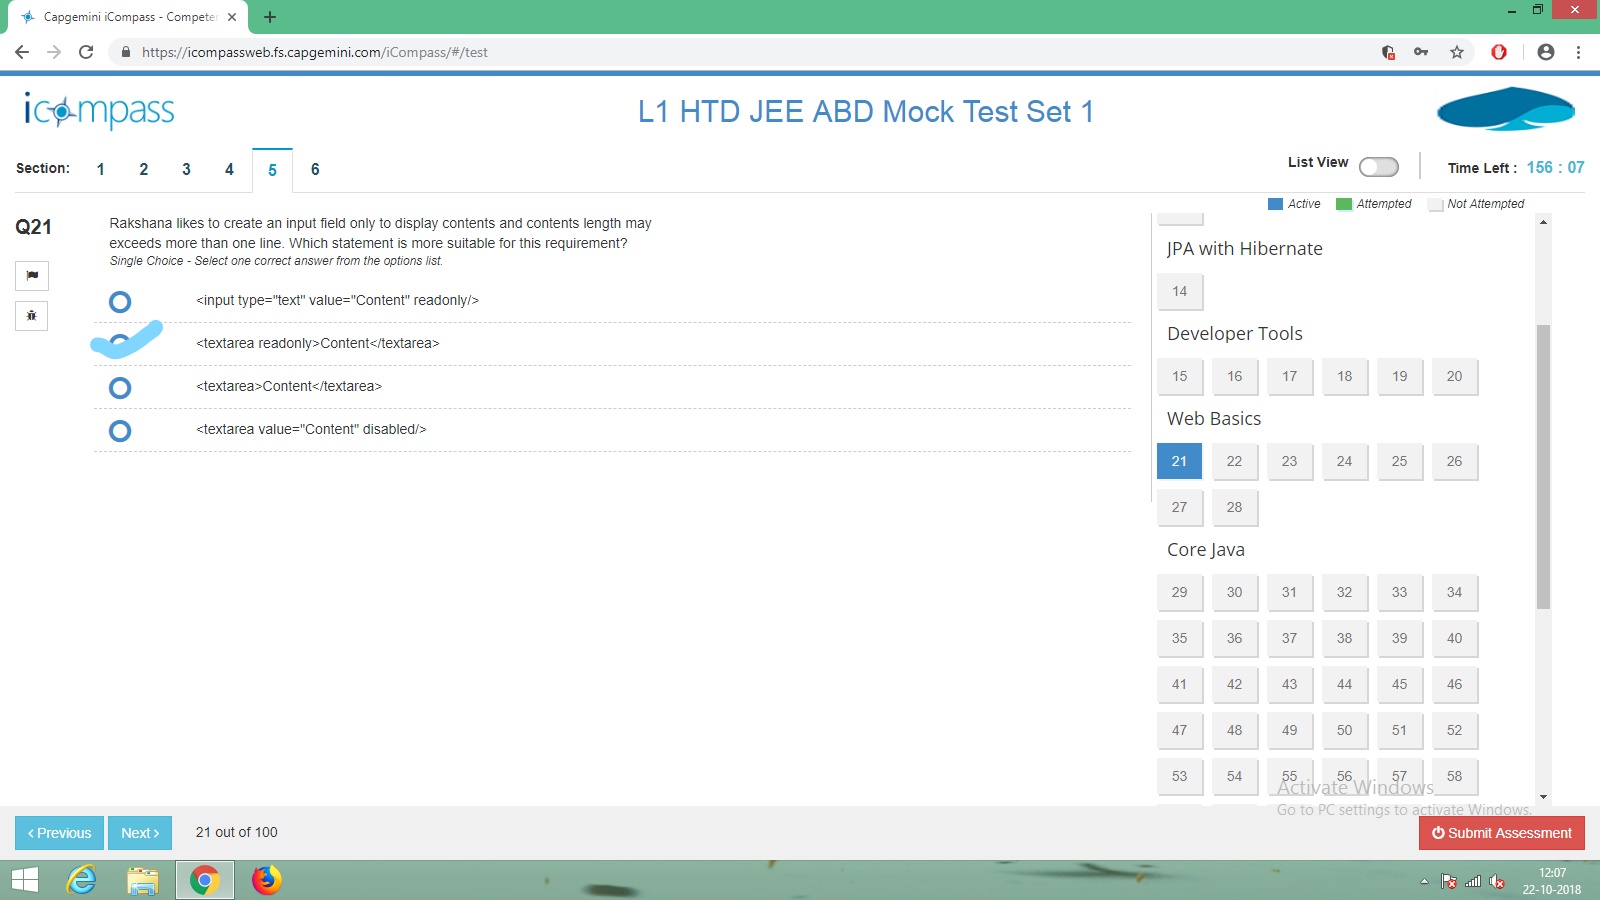 Capgemini iCompass - Competen
https://icompassweb.fs.capgemini.com/iCompass/#/test
icompass
L1 HTD JEE ABD Mock Test Set 1
Section: 1 2 3 4 5 6
List View
Time Left : 156 : 07
Active Attempted Not Attempted
Q21
Rakshana likes to create an input field only to display contents and contents length may
exceeds more than one line. Which statement is more suitable for this requirement?
Single Choice - Select one correct answer from the options list.
<input type="text" value="Content" readonly/>
<textarea readonly>Content</textarea>
<textarea>Content</textarea>
<textarea value="Content" disabled/>
JPA with Hibernate
14
Developer Tools
15 16 17 18 19 20
Web Basics
21 22 23 24 25 26
27 28
Core Java
29 30 31 32 33 34
35 36 37 38 39 40
41 42 43 44 45 46
47 48 49 50 51 52
53 54 55 56 57 58
Activate Windows
Go to PC settings to activate Windows.
Previous Next 21 out of 100
Submit Assessment
12:07
22-10-2018